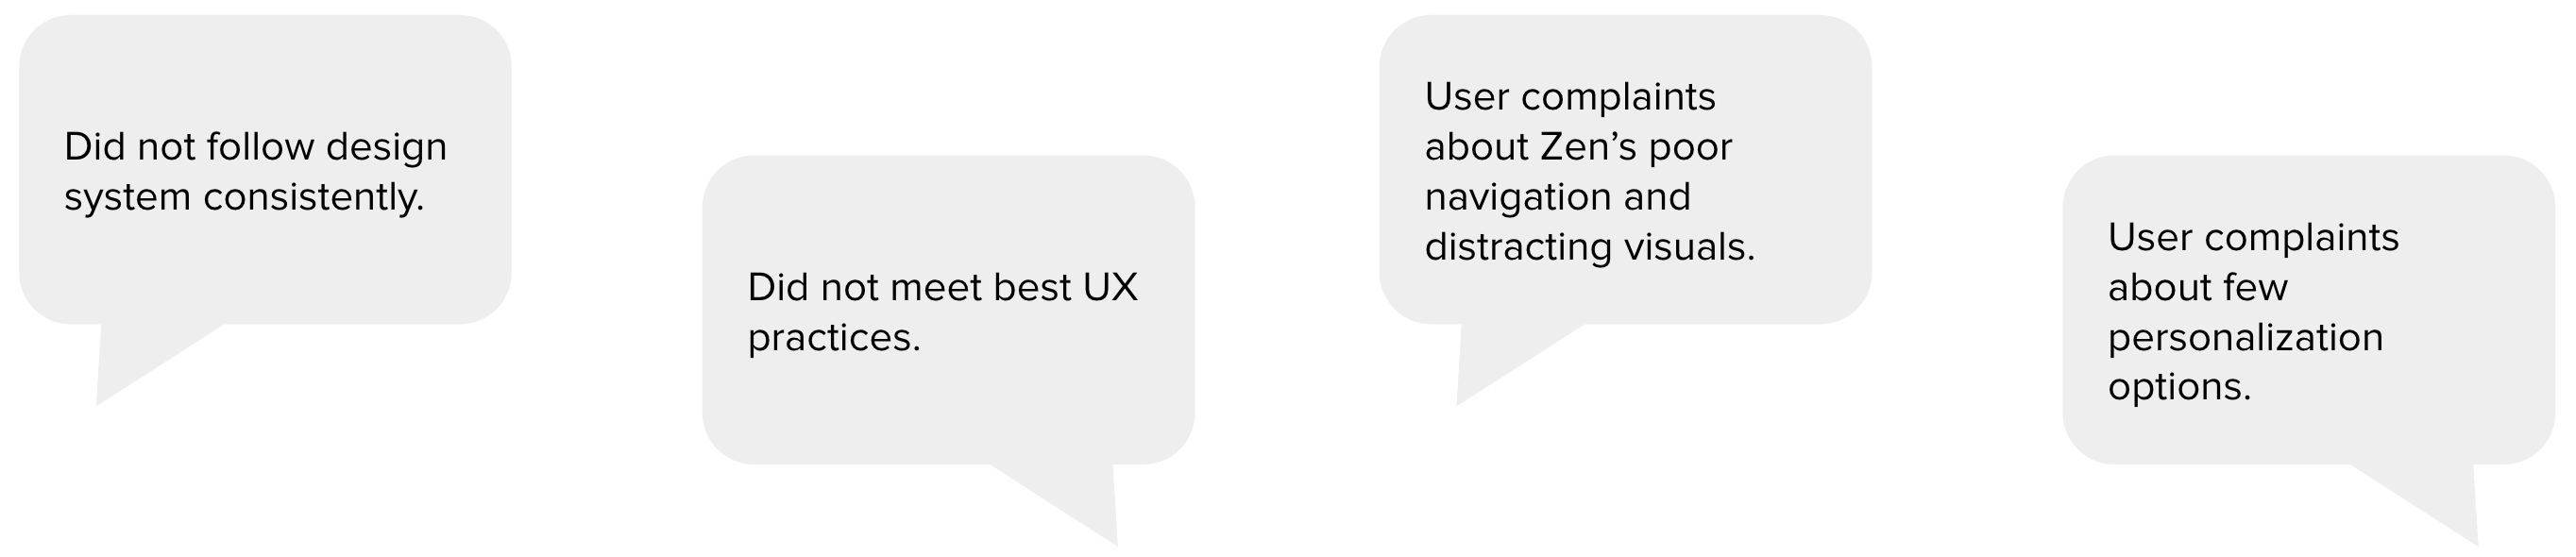 Did not follow design
system consistently.
Did not meet best UX
practices.
User complaints
about Zen’s poor
navigation and
distracting visuals.
User complaints
about few
personalization
options.